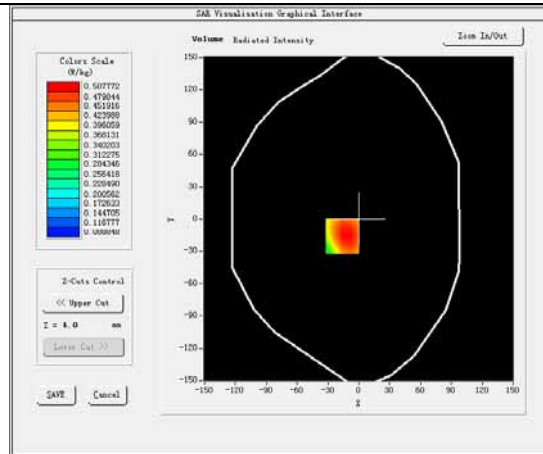 SAR Visualisation Graphical Interface
Volume Radiated Intensity
Zoom In/Out
Colors Scale
(W/kg)
0.507772
0.479844
0.451916
0.423988
0.396059
0.368131
0.340203
0.312275
0.284346
0.256418
0.228490
0.200562
0.172633
0.144705
0.116777
Z-Cuts Control
<< Upper Cut
Z = 4.0 mm
Lower Cut >>
SAVE Cancel
150
120
90
60
30
0
-30
-60
-90
-120
-150
Y
-150 -120 -90 -60 -30 0 30 60 90 120 150
X